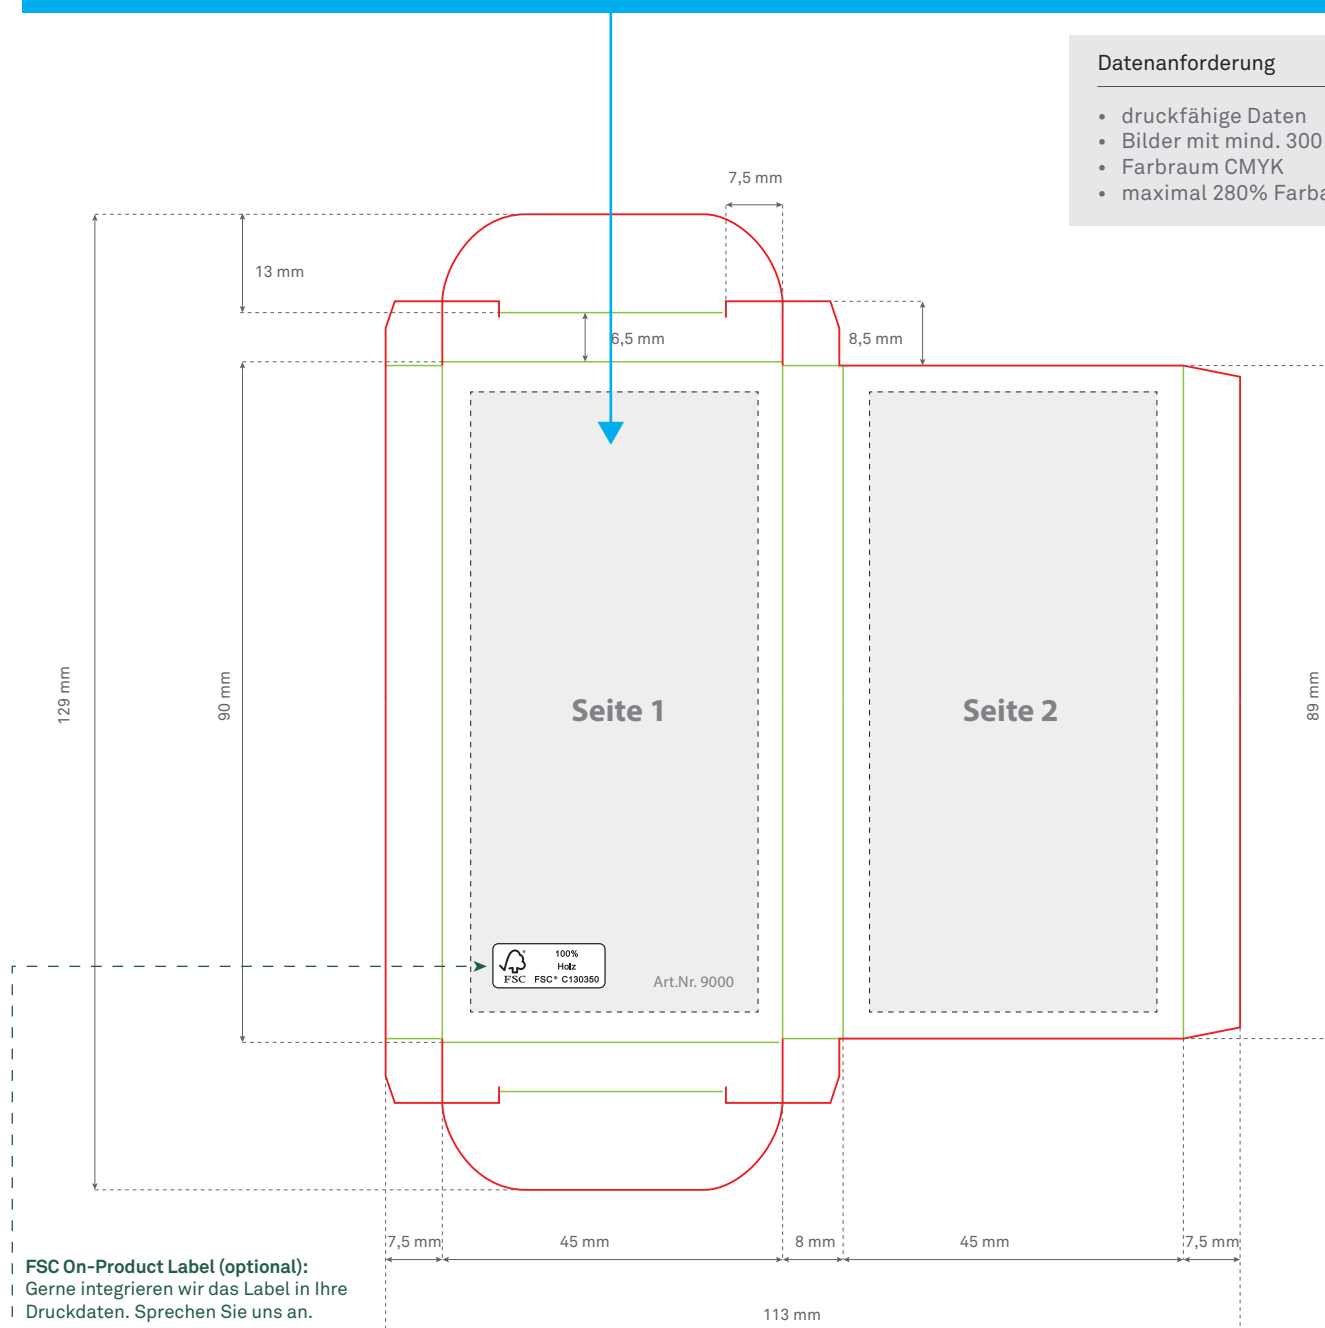 Datenanforderung
• druckfähige Daten
• Bilder mit mind. 300
• Farbraum CMYK
• maximal 280%
7,5 mm
13 mm
6,5 mm
8,5 mm
129 mm
90 mm
Seite 1
Seite 2
89 mm
100%
Holz
FSC FSC® C130350
Art.Nr. 9000
7,5 mm
45 mm
8 mm
45 mm
7,5 mm
113 mm
FSC On-Product Label (optional):
Gerne integrieren wir das Label in Ihre
Druckdaten. Sprechen Sie uns an.